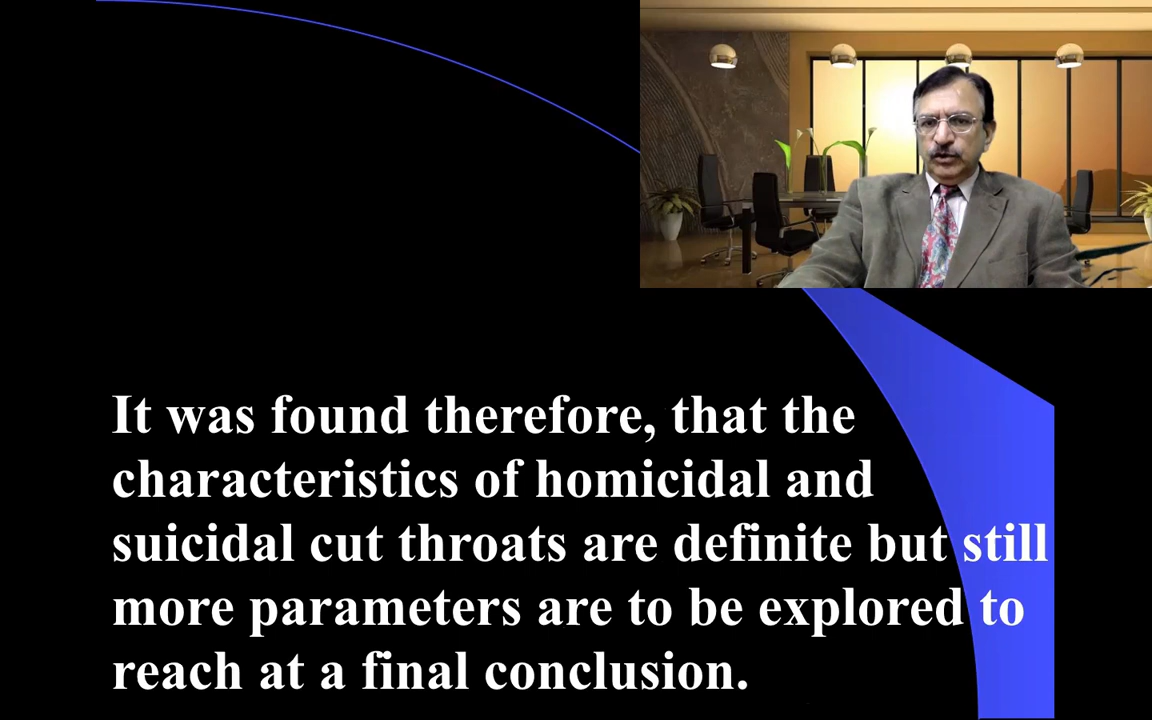 It was found therefore, that the
characteristics of homicidal and
suicidal cut throats are definite but still
more parameters are to be explored to
reach at a final conclusion.